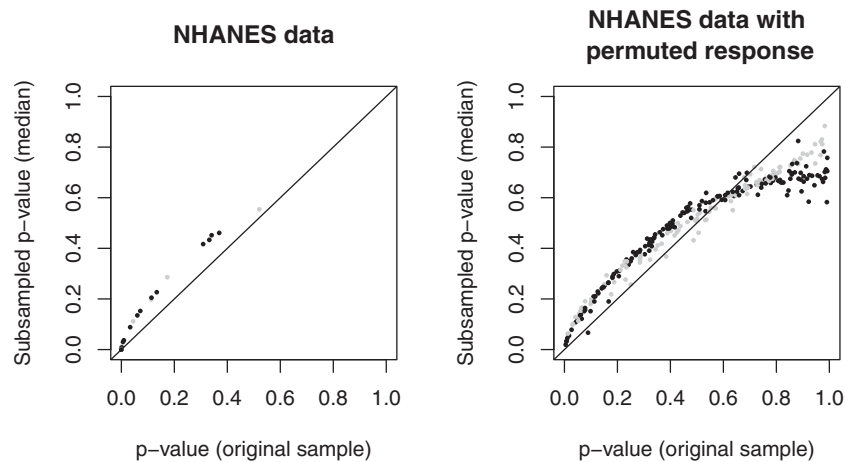 NHANES data
Subsampled p−value (median)
1.0
0.8
0.6
0.4
0.2
0.0
0.0 0.2 0.4 0.6 0.8 1.0
p−value (original sample)
NHANES data with
permuted response
Subsampled p−value (median)
1.0
0.8
0.6
0.4
0.2
0.0
0.0 0.2 0.4 0.6 0.8 1.0
p−value (original sample)